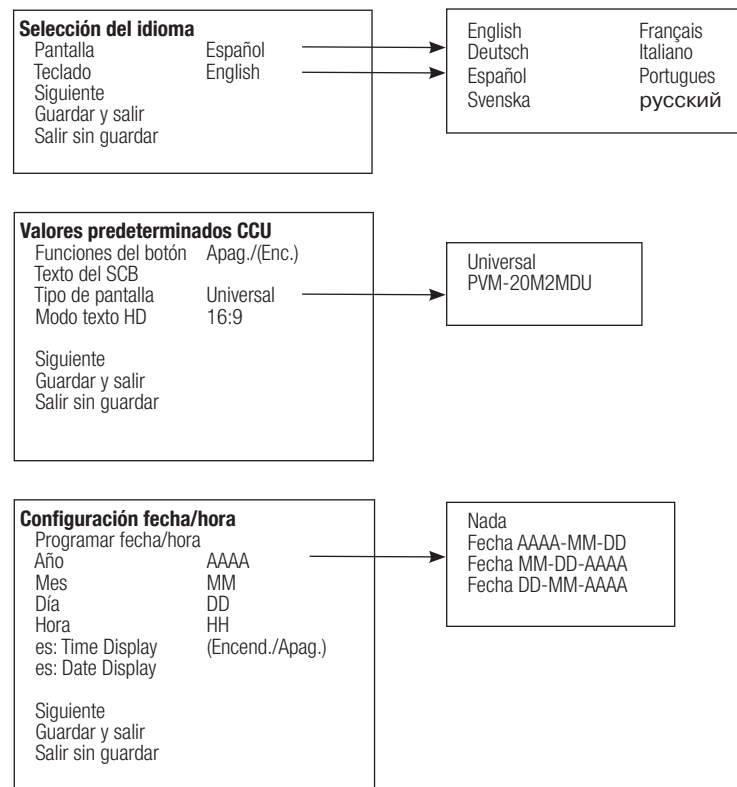 Selección del idioma
Pantalla Español
Teclado English
Siguiente
Guardar y salir
Salir sin guardar
English Français
Deutsch Italiano
Español Portugues
Svenska русский
Valores predeterminados CCU
Funciones del botón Apag./(Enc.)
Texto del SCB
Tipo de pantalla Universal
Modo texto HD 16:9
Siguiente
Guardar y salir
Salir sin guardar
Universal
PVM-20M2MDU
Configuración fecha/hora
Programar fecha/hora
Año AAAA
Mes MM
Día DD
Hora HH
es: Time Display (Encend./Apag.)
es: Date Display
Siguiente
Guardar y salir
Salir sin guardar
Nada
Fecha AAAA-MM-DD
Fecha MM-DD-AAAA
Fecha DD-MM-AAAA